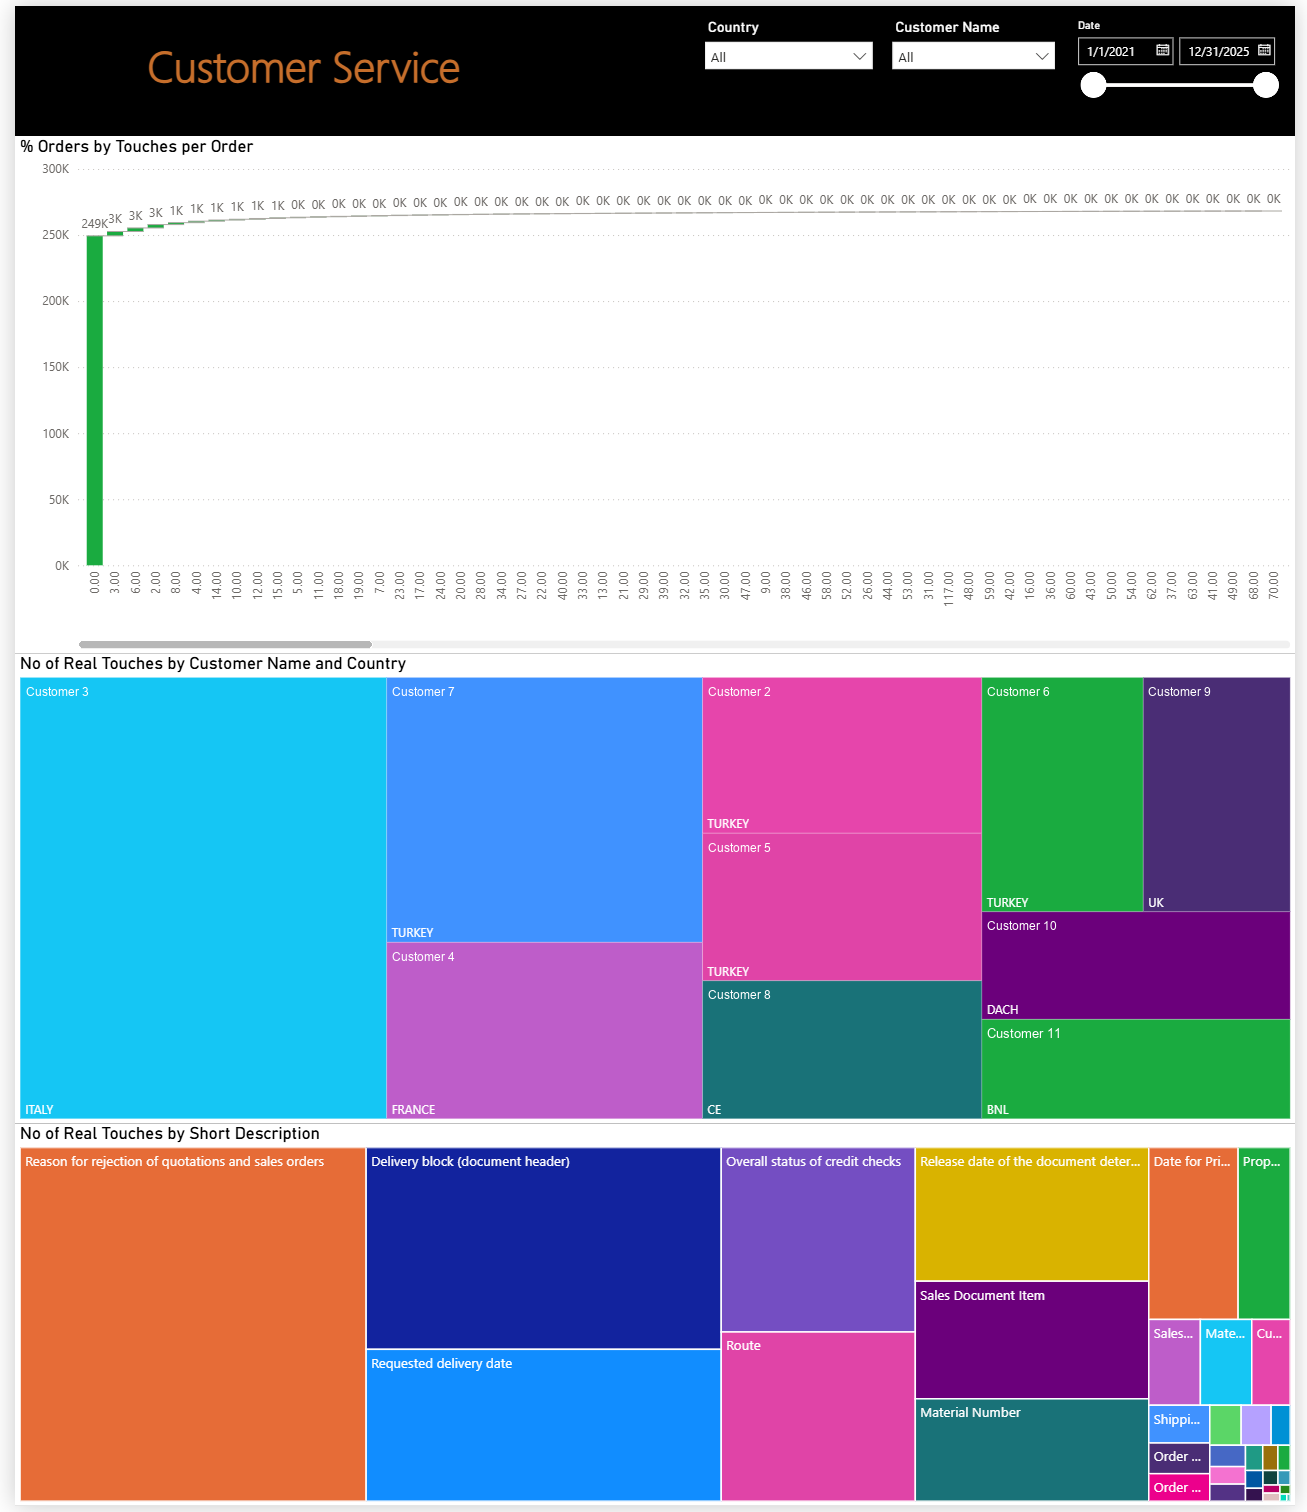 Customer Service
Country
All
Customer Name
All
Date
1/1/2021
12/31/2025
% Orders by Touches per Order
300K
250K
200K
150K
100K
50K
0K
249K 3K 3K 3K 1K 1K 1K 1K 1K 1K 0K 0K 0K 0K 0K 0K 0K 0K 0K 0K 0K 0K 0K 0K 0K 0K 0K 0K 0K 0K 0K 0K 0K 0K 0K 0K 0K 0K 0K 0K 0K 0K 0K 0K 0K 0K 0K 0K 0K 0K 0K 0K 0K 0K 0K 0K 0K 0K 0K
0.00 3.00 6.00 2.00 8.00 4.00 14.00 10.00 12.00 15.00 5.00 11.00 18.00 19.00 7.00 23.00 17.00 24.00 20.00 28.00 34.00 27.00 22.00 40.00 33.00 13.00 21.00 29.00 39.00 32.00 35.00 30.00 47.00 9.00 38.00 46.00 58.00 52.00 26.00 44.00 53.00 31.00 117.00 48.00 59.00 42.00 16.00 36.00 60.00 43.00 50.00 54.00 62.00 37.00 63.00 41.00 49.00 68.00 70.00
No of Real Touches by Customer Name and Country
Customer 3
ITALY
Customer 7
TURKEY
Customer 4
FRANCE
Customer 2
TURKEY
Customer 5
TURKEY
Customer 8
CE
Customer 6
TURKEY
Customer 9
UK
Customer 10
DACH
Customer 11
BNL
No of Real Touches by Short Description
Reason for rejection of quotations and sales orders
Delivery block (document header)
Requested delivery date
Overall status of credit checks
Route
Release date of the document deter...
Sales Document Item
Material Number
Date for Pri...
Prop...
Sales...
Mate...
Cu...
Shippi...
Order ...
Order ...